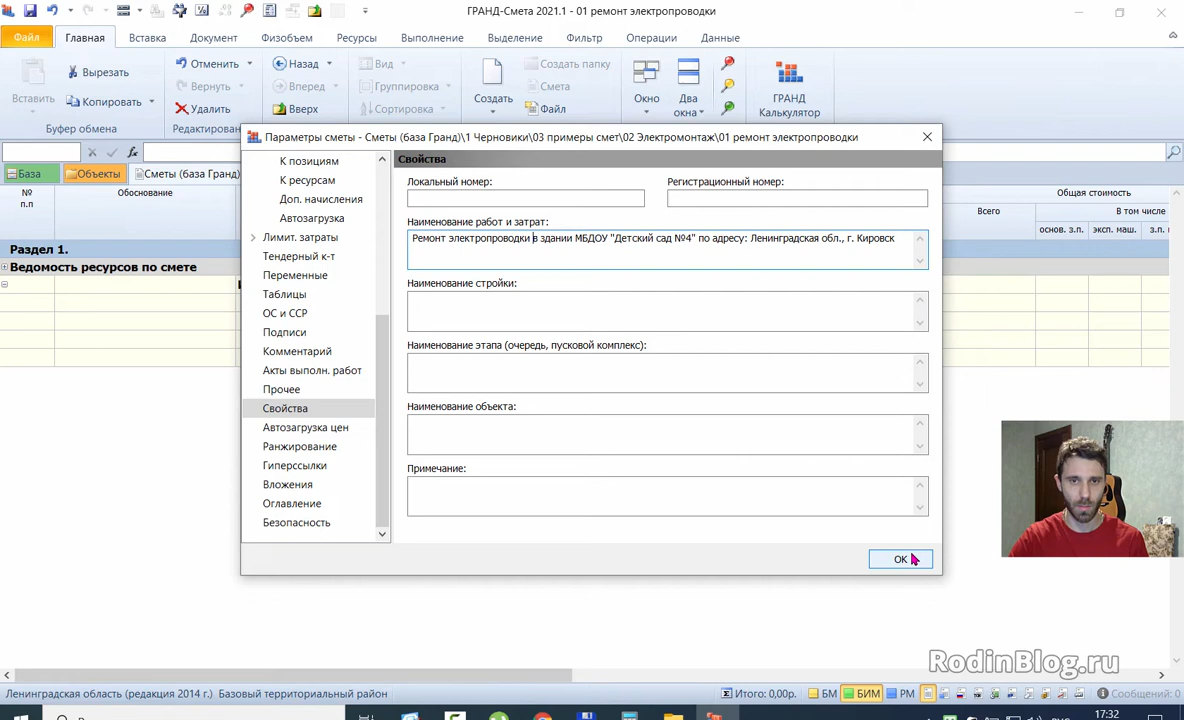 ГРАНД-Смета 2021.1 - 01 ремонт электропроводки
Файл Главная Вставка Документ Физобъем Ресурсы Выполнение Выделение Фильтр Операции Данные
Вставить
Вырезать
Копировать
Буфер обмена
Отменить
Вернуть
Удалить
Редактирован
Назад
Вперед
Вверх
Вид
Группировка
Сортировка
Создать
Создать папку
Смета
Файл
Окно
Два окна
ГРАНД Калькулятор
База Объекты Сметы (база Гранд)
№ п.п
Обоснование
Общая стоимость
Всего
В том числе
осн. з.п. эксп. маш. з.п.
Раздел 1.
Ведомость ресурсов по смете
Параметры сметы - Сметы (база Гранд)\1 Черновики\03 примеры смет\02 Электромонтаж\01 ремонт электропроводки
К позициям
К ресурсам
Доп. начисления
Автозагрузка
Лимит. затраты
Тендерный к-т
Переменные
Таблицы
ОС и ССР
Подписи
Комментарий
Акты выполн. работ
Прочее
Свойства
Автозагрузка цен
Ранжирование
Гиперссылки
Вложения
Оглавление
Безопасность
Свойства
Локальный номер: Регистрационный номер:
Наименование работ и затрат:
Ремонт электропроводки в здании МБДОУ "Детский сад №4" по адресу: Ленинградская обл., г. Кировск
Наименование стройки:
Наименование этапа (очередь, пусковой комплекс):
Наименование объекта:
Примечание:
OK
RodinBlog.ru
Ленинградская область (редакция 2014 г.) Базовый территориальный район
Итого: 0,00р. БМ БИМ РМ Сообщений: 0
17:32